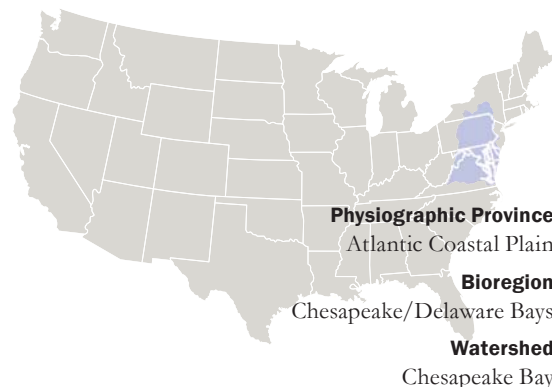 Physiographic Province
Atlantic Coastal Plain
Bioregion
Chesapeake/Delaware Bays
Watershed
Chesapeake Bay